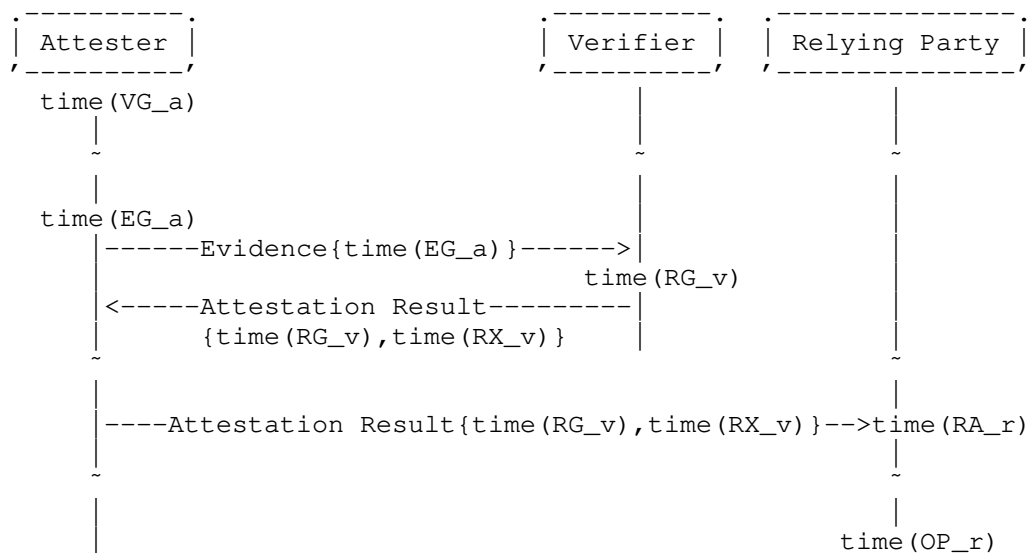 .----------.                      .----------.  .---------------.
| Attester |                      | Verifier |  | Relying Party |
'----------'                      '----------'  '---------------'
  time(VG_a)                            |               |
     |                                  |               |
     ~                                  ~               ~
     |                                  |               |
  time(EG_a)                            |               |
     |------Evidence{time(EG_a)}------>|               |
     |                             time(RG_v)           |
     |<-----Attestation Result---------|               |
     |      {time(RG_v),time(RX_v)}     |               |
     ~                                                  ~
     |                                                  |
     |----Attestation Result{time(RG_v),time(RX_v)}-->time(RA_r)
     |                                                  |
     ~                                                  ~
     |                                                  |
     |                                               time(OP_r)